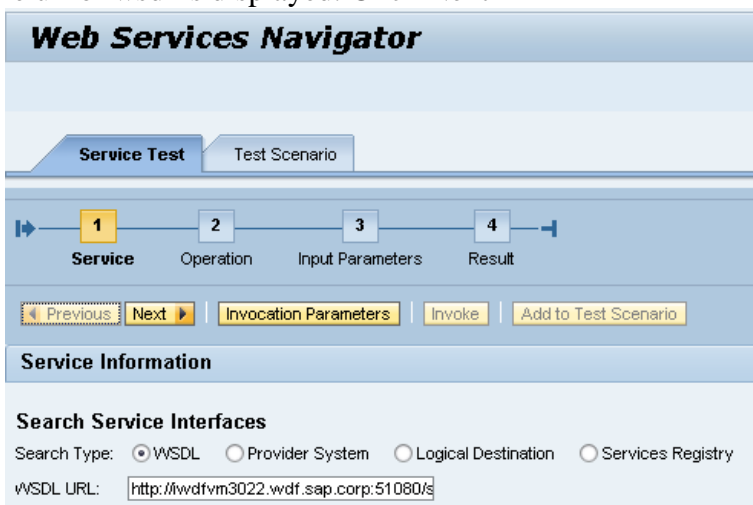 Web Services Navigator
Service Test Test Scenario
1 2 3 4
Service Operation Input Parameters Result
Previous Next Invocation Parameters Invoke Add to Test Scenario
Service Information
Search Service Interfaces
Search Type: WSDL Provider System Logical Destination Services Registry
WSDL URL: http://iwdfvm3022.wdf.sap.corp:51080/s